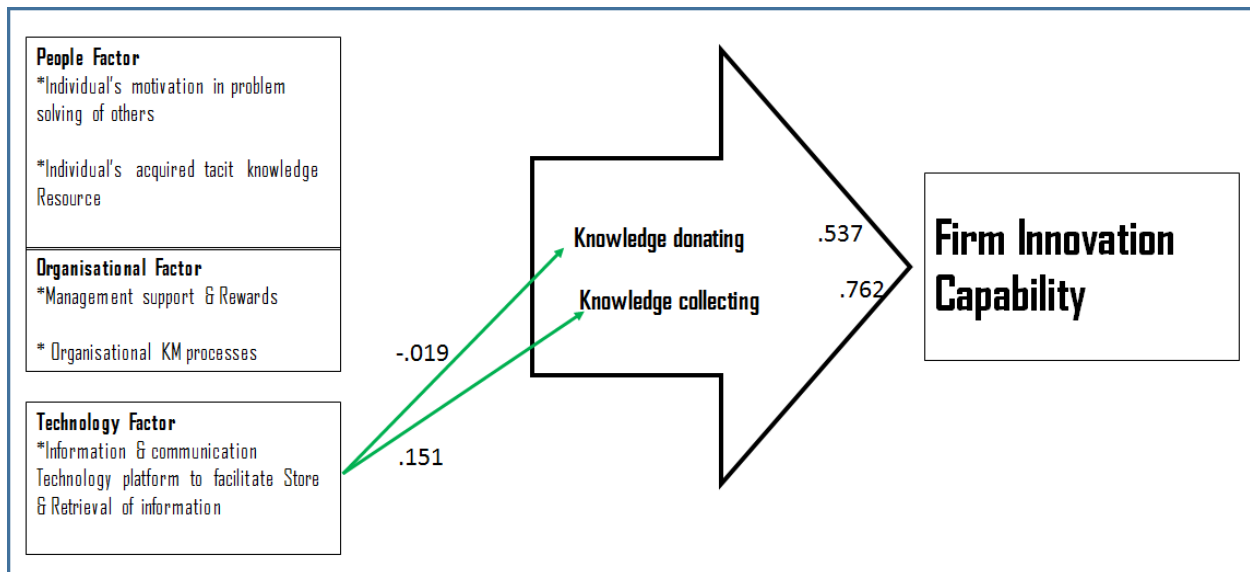 People Factor
*Individual's motivation in problem
solving of others
*Individual's acquired tacit knowledge
Resource
Organisational Factor
*Management support & Rewards
* Organisational KM processes
Technology Factor
*Information & communication
Technology platform to facilitate Store
& Retrieval of information
-.019
.151
Knowledge donating
.537
Knowledge collecting
.762
Firm Innovation
Capability